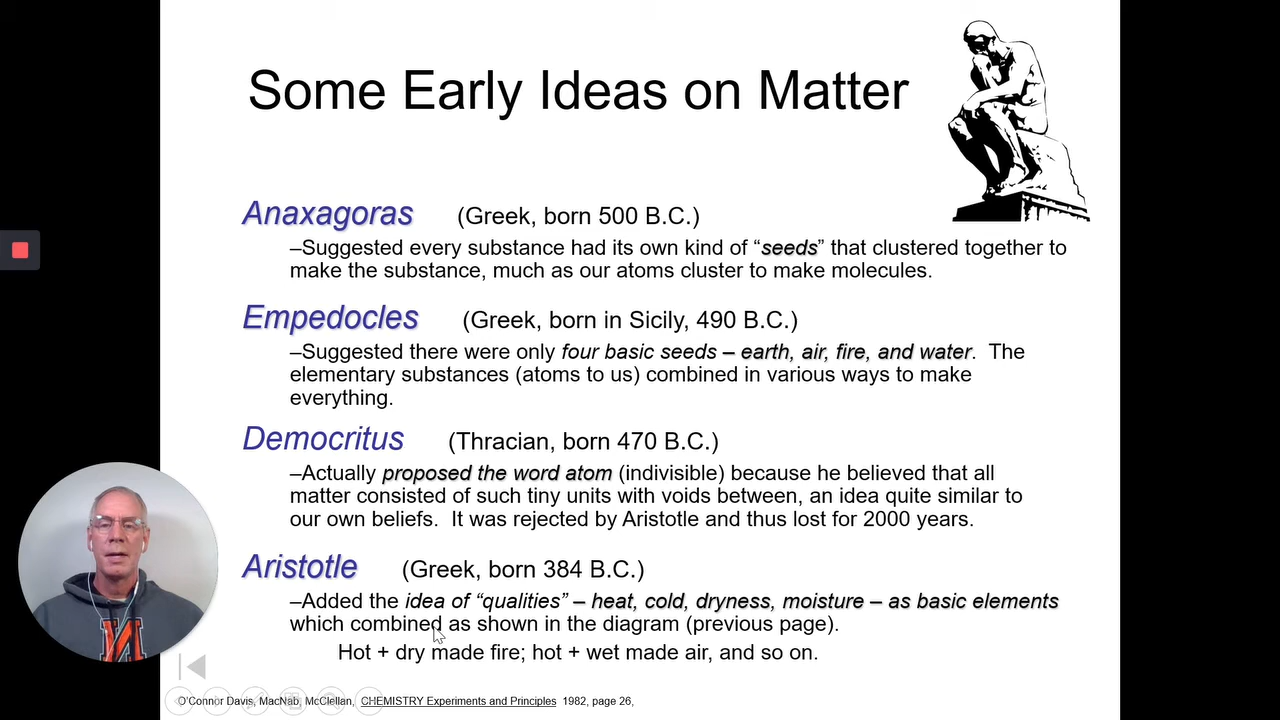 Some Early Ideas on Matter
Anaxagoras (Greek, born 500 B.C.)
–Suggested every substance had its own kind of “seeds” that clustered together to
make the substance, much as our atoms cluster to make molecules.
Empedocles (Greek, born in Sicily, 490 B.C.)
–Suggested there were only four basic seeds – earth, air, fire, and water. The
elementary substances (atoms to us) combined in various ways to make
everything.
Democritus (Thracian, born 470 B.C.)
–Actually proposed the word atom (indivisible) because he believed that all
matter consisted of such tiny units with voids between, an idea quite similar to
our own beliefs. It was rejected by Aristotle and thus lost for 2000 years.
Aristotle (Greek, born 384 B.C.)
–Added the idea of “qualities” – heat, cold, dryness, moisture – as basic elements
which combined as shown in the diagram (previous page).
Hot + dry made fire; hot + wet made air, and so on.
O’Connor Davis, MacNab, McClellan, CHEMISTRY Experiments and Principles 1982, page 26,